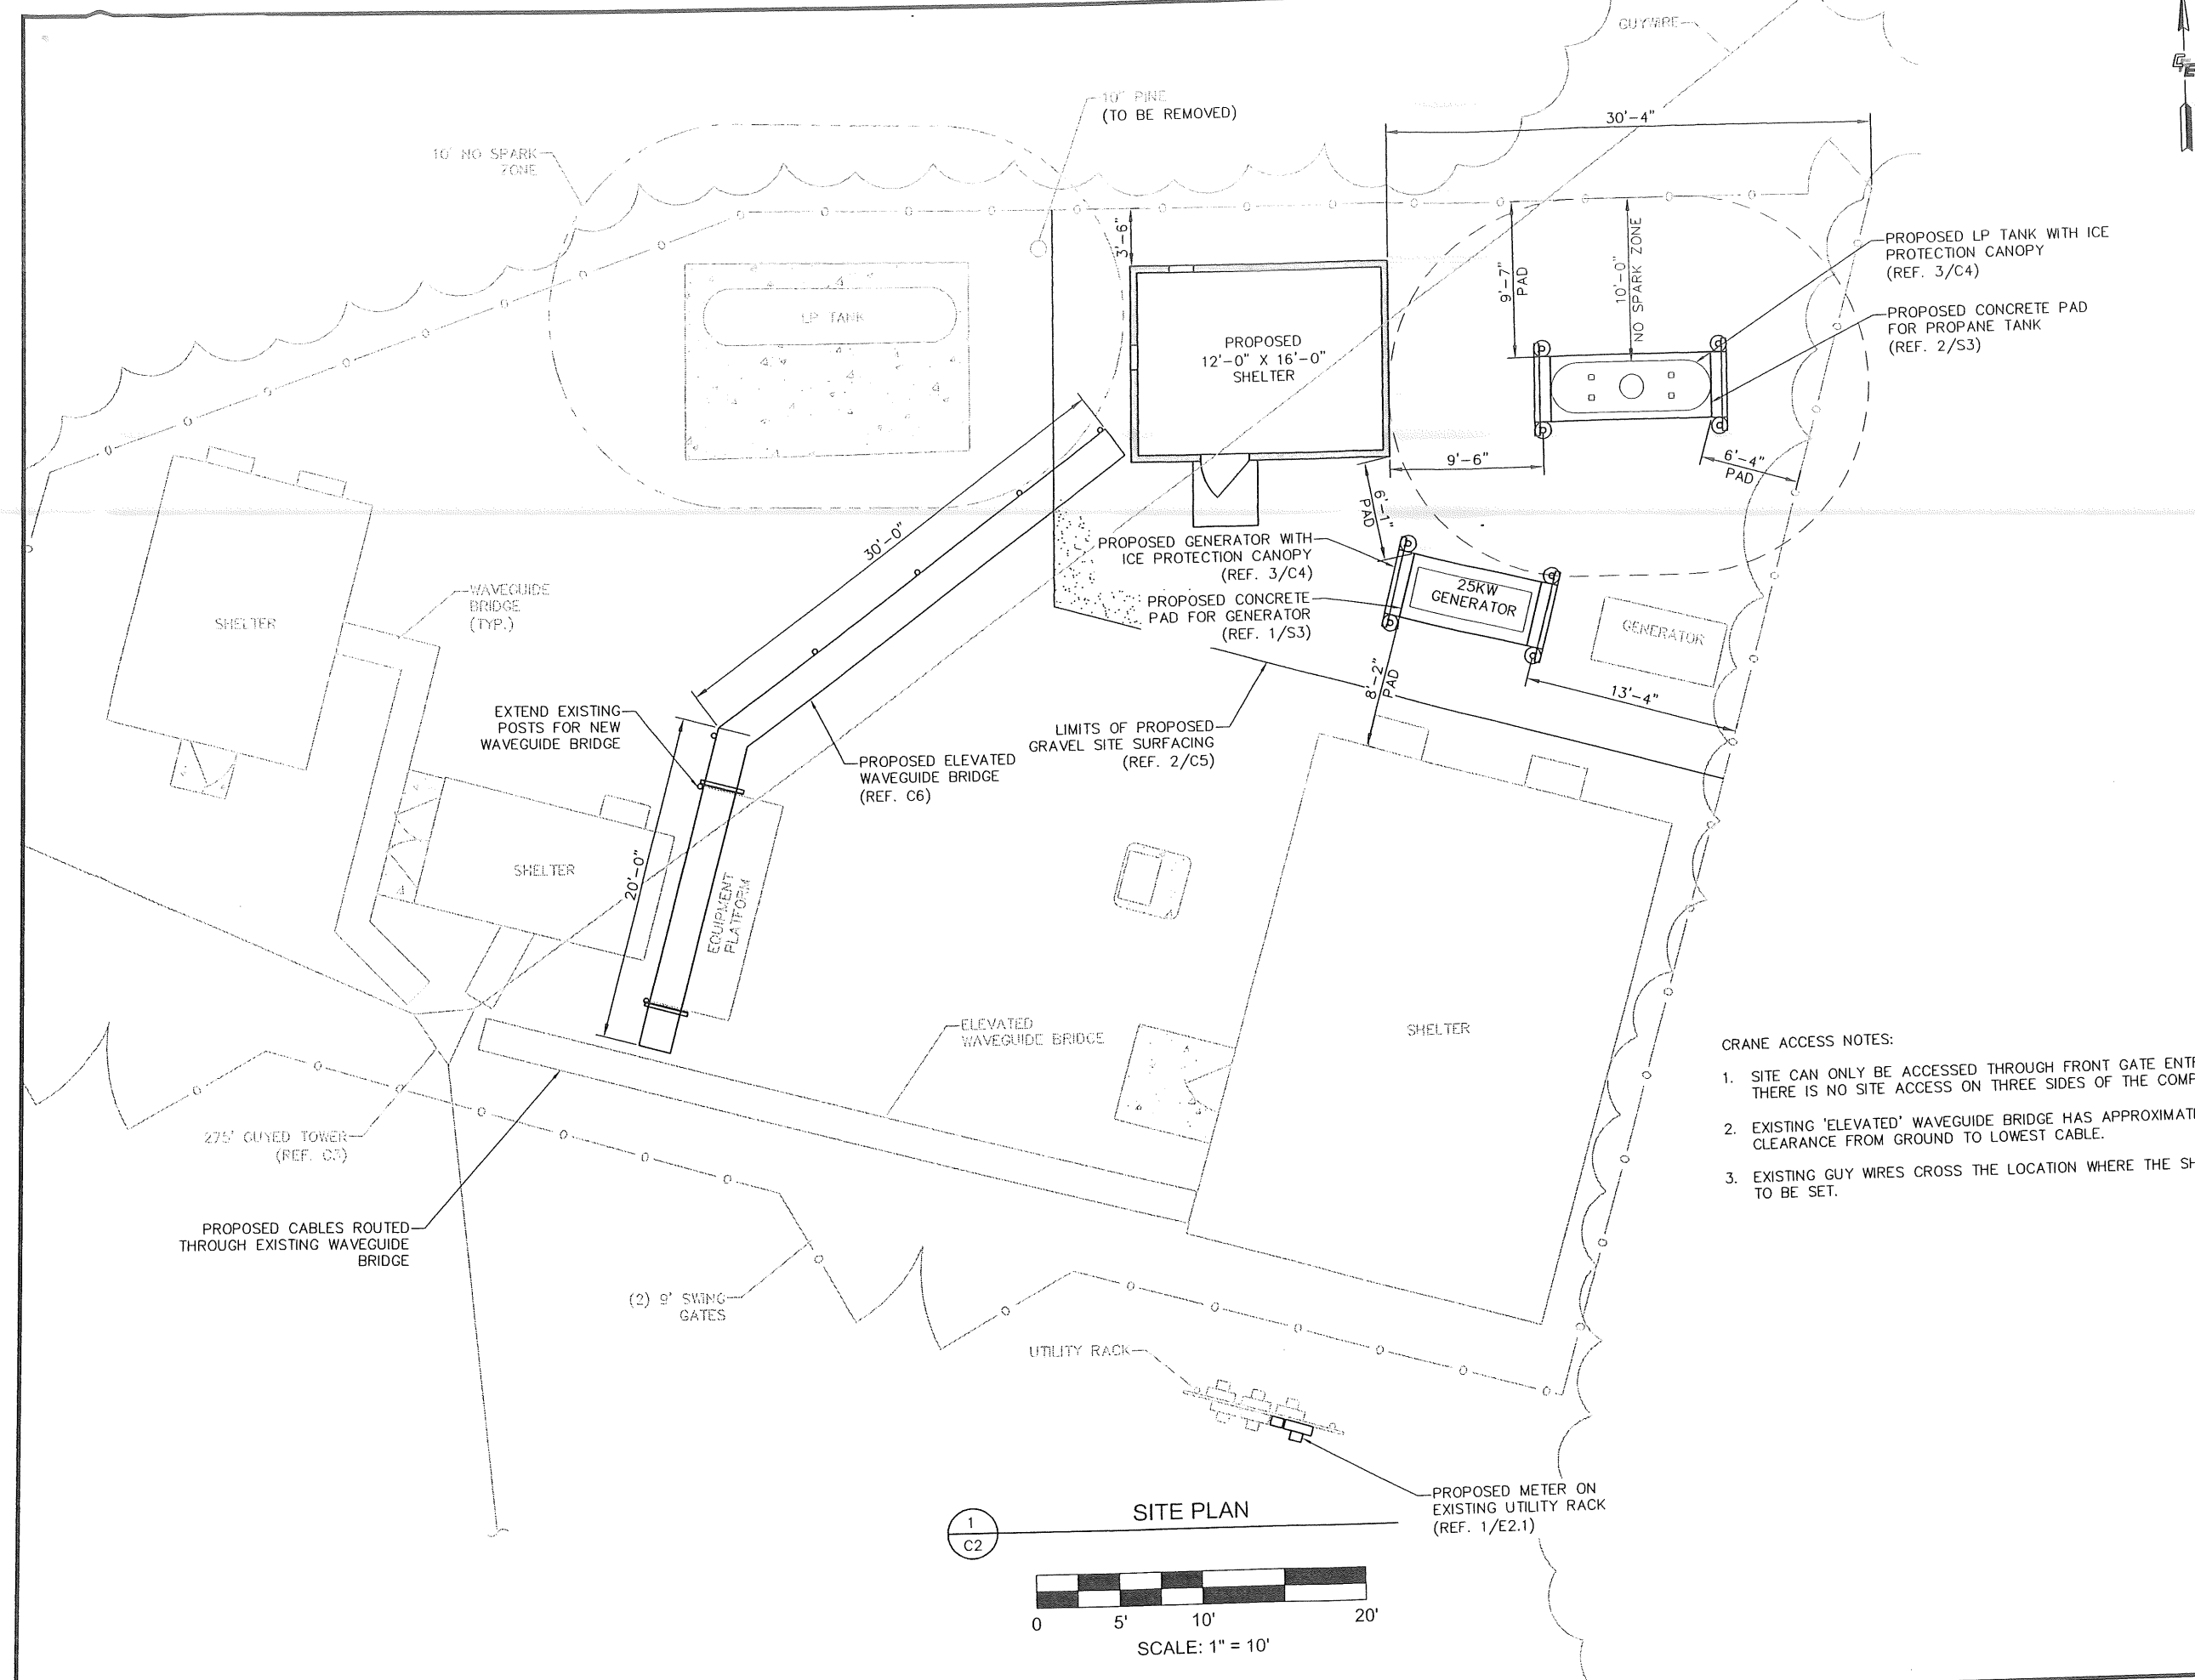 GUYWIRE
10" PINE
(TO BE REMOVED)
30'-4"
10' NO SPARK
ZONE
3'-6"
9'-7"
PAD
10'-0"
NO SPARK ZONE
PROPOSED LP TANK WITH ICE
PROTECTION CANOPY
(REF. 3/C4)
PROPOSED CONCRETE PAD
FOR PROPANE TANK
(REF. 2/S3)
LP TANK
PROPOSED
12'-0" X 16'-0"
SHELTER
9'-6"
6'-4"
PAD
6'-1"
PAD
30'-0"
PROPOSED GENERATOR WITH
ICE PROTECTION CANOPY
(REF. 3/C4)
PROPOSED CONCRETE
PAD FOR GENERATOR
(REF. 1/S3)
25KW
GENERATOR
GENERATOR
WAVEGUIDE
BRIDGE
(TYP.)
SHELTER
8'-2"
PAD
13'-4"
EXTEND EXISTING
POSTS FOR NEW
WAVEGUIDE BRIDGE
LIMITS OF PROPOSED
GRAVEL SITE SURFACING
(REF. 2/C5)
PROPOSED ELEVATED
WAVEGUIDE BRIDGE
(REF. C6)
SHELTER
20'-0"
EQUIPMENT
PLATFORM
ELEVATED
WAVEGUIDE BRIDGE
SHELTER
CRANE ACCESS NOTES:
1. SITE CAN ONLY BE ACCESSED THROUGH FRONT GATE
THERE IS NO SITE ACCESS ON THREE SIDES OF THE
2. EXISTING 'ELEVATED' WAVEGUIDE BRIDGE HAS
CLEARANCE FROM GROUND TO LOWEST CABLE.
3. EXISTING GUY WIRES CROSS THE LOCATION WHERE THE
TO BE SET.
275' GUYED TOWER
(REF. C3)
PROPOSED CABLES ROUTED
THROUGH EXISTING WAVEGUIDE
BRIDGE
(2) 9' SWING
GATES
UTILITY RACK
PROPOSED METER ON
EXISTING UTILITY RACK
(REF. 1/E2.1)
1
C2
SITE PLAN
0 5' 10' 20'
SCALE: 1" = 10'